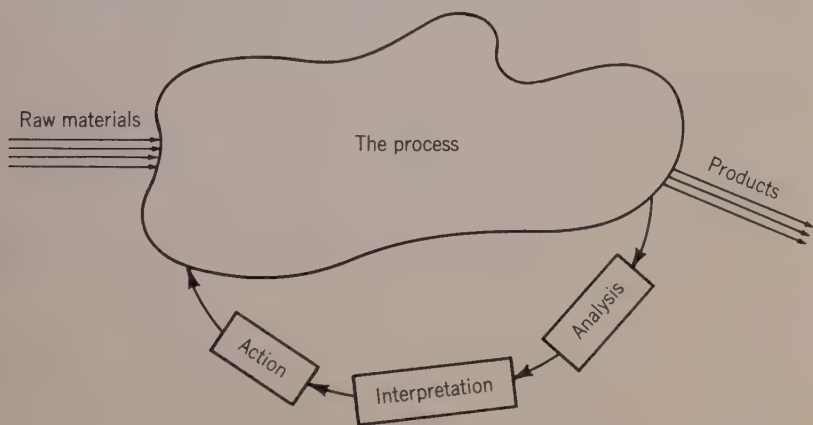 Raw materials
The process
Products
Analysis
Interpretation
Action